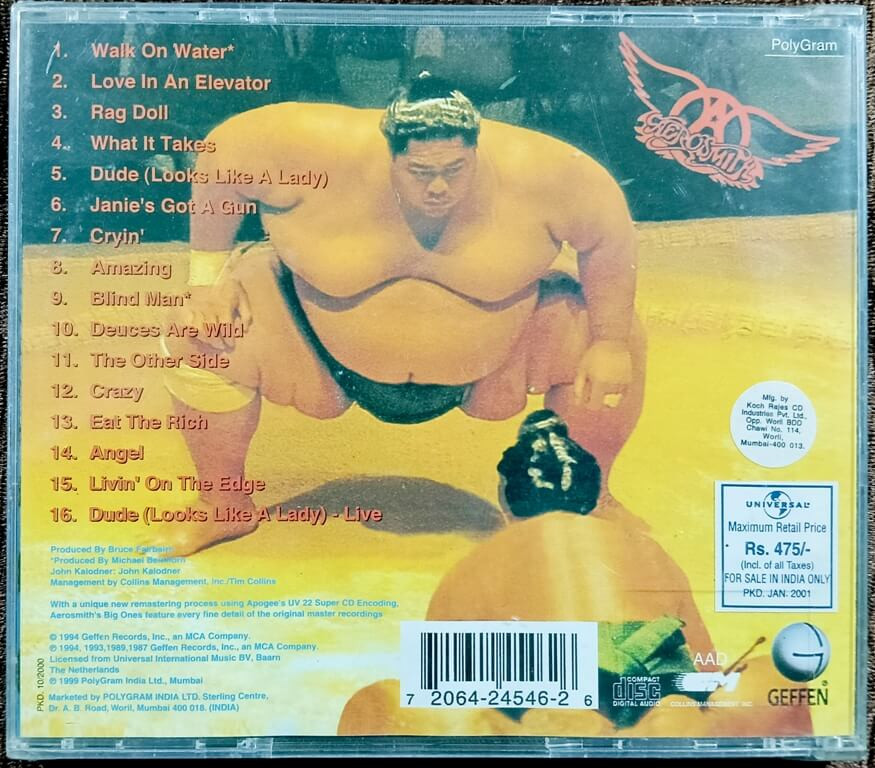 1. Walk On Water*
2. Love In An Elevator
3. Rag Doll
4. What It Takes
5. Dude (Looks Like A Lady)
6. Janie's Got A Gun
7. Cryin'
8. Amazing
9. Blind Man*
10. Deuces Are Wild
11. The Other Side
12. Crazy
13. Eat The Rich
14. Angel
15. Livin' On The Edge
16. Dude (Looks Like A Lady) - Live
PolyGram
AEROSMITH
Produced By Bruce Fairbairn
*Produced By Michael Beinhorn
John Kalodner: John Kalodner
Management by Collins Management, Inc./Tim Collins
With a unique new remastering process using Apogee's UV 22 Super CD Encoding,
Aerosmith's Big Ones feature every fine detail of the original master recordings
© 1994 Geffen Records, Inc., an MCA Company.
℗ 1994, 1993,1989,1987 Geffen Records, Inc., an MCA Company.
Licensed from Universal International Music BV, Baarn
The Netherlands
℗ 1999 PolyGram India Ltd., Mumbai
Marketed by POLYGRAM INDIA LTD. Sterling Centre,
Dr. A. B. Road, Worli, Mumbai 400 018. (INDIA)
PKD. 10/2000
Mfg. by
Koch Rajes CD
Industries Pvt. Ltd.,
Opp. Worli BDD
Chawl No. 114,
Worli,
Mumbai-400 013.
UNIVERSAL
Maximum Retail Price
Rs. 475/-
(Incl. of all Taxes)
FOR SALE IN INDIA ONLY
PKD. JAN. 2001
7 2064-24546-2 6
COMPACT
disc
DIGITAL AUDIO
AAD
COLLINS MANAGEMENT INC.
GEFFEN®